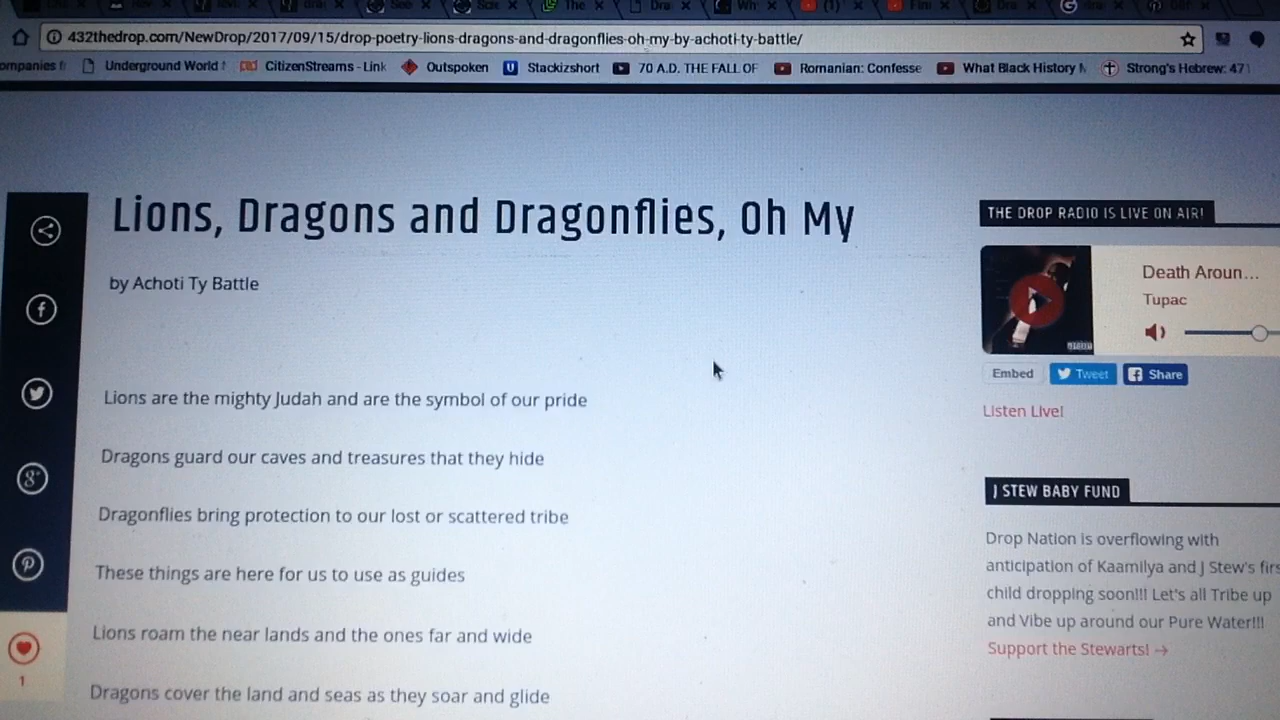 The
432thedrop.com/NewDrop/2017/09/15/drop-poetry-lions-dragons-and-dragonflies-oh-my-by-achoti-ty-battle/
Underground World CitizenStreams - Link Outspoken Stackizshort 70 A.D. THE FALL OF Romanian: Confesse What Black History Strong's Hebrew: 471
Lions, Dragons and Dragonflies, Oh My
by Achoti Ty Battle
Lions are the mighty Judah and are the symbol of our pride
Dragons guard our caves and treasures that they hide
Dragonflies bring protection to our lost or scattered tribe
These things are here for us to use as guides
Lions roam the near lands and the ones far and wide
Dragons cover the land and seas as they soar and glide
1
THE DROP RADIO IS LIVE ON AIR!
Death Aroun...
Tupac
Embed Tweet Share
Listen Live!
J STEW BABY FUND
Drop Nation is overflowing with
anticipation of Kaamilya and J Stew's firs
child dropping soon!!! Let's all Tribe up
and Vibe up around our Pure Water!!!
Support the Stewarts! →